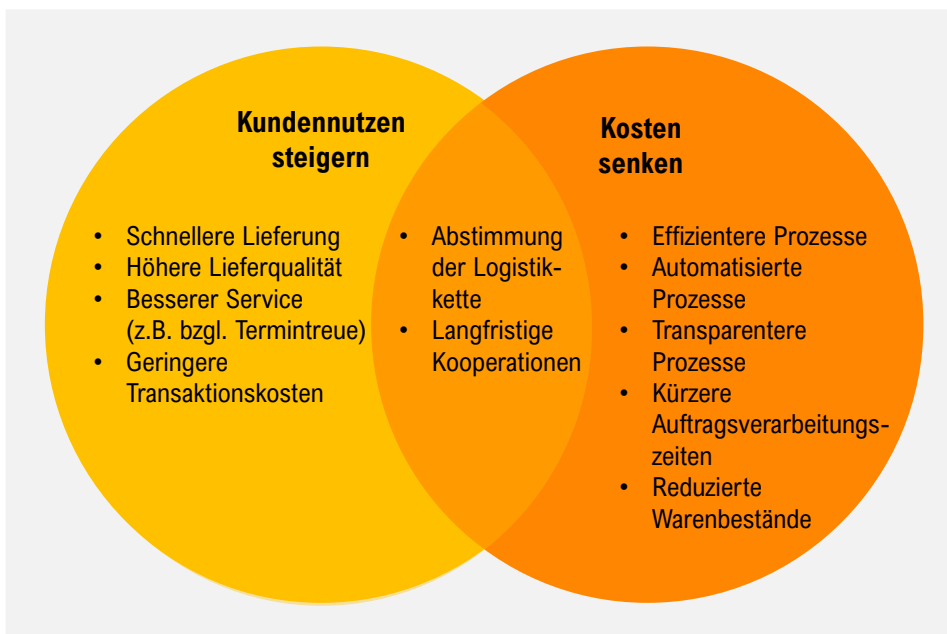 Kundennutzen
steigern
• Schnellere Lieferung
• Höhere Lieferqualität
• Besserer Service
(z.B. bzgl. Termintreue)
• Geringere
Transaktionskosten
• Abstimmung
der Logistik-
kette
• Langfristige
Kooperationen
Kosten
senken
• Effizientere Prozesse
• Automatisierte
Prozesse
• Transparentere
Prozesse
• Kürzere
Auftragsverarbeitungs-
zeiten
• Reduzierte
Warenbestände